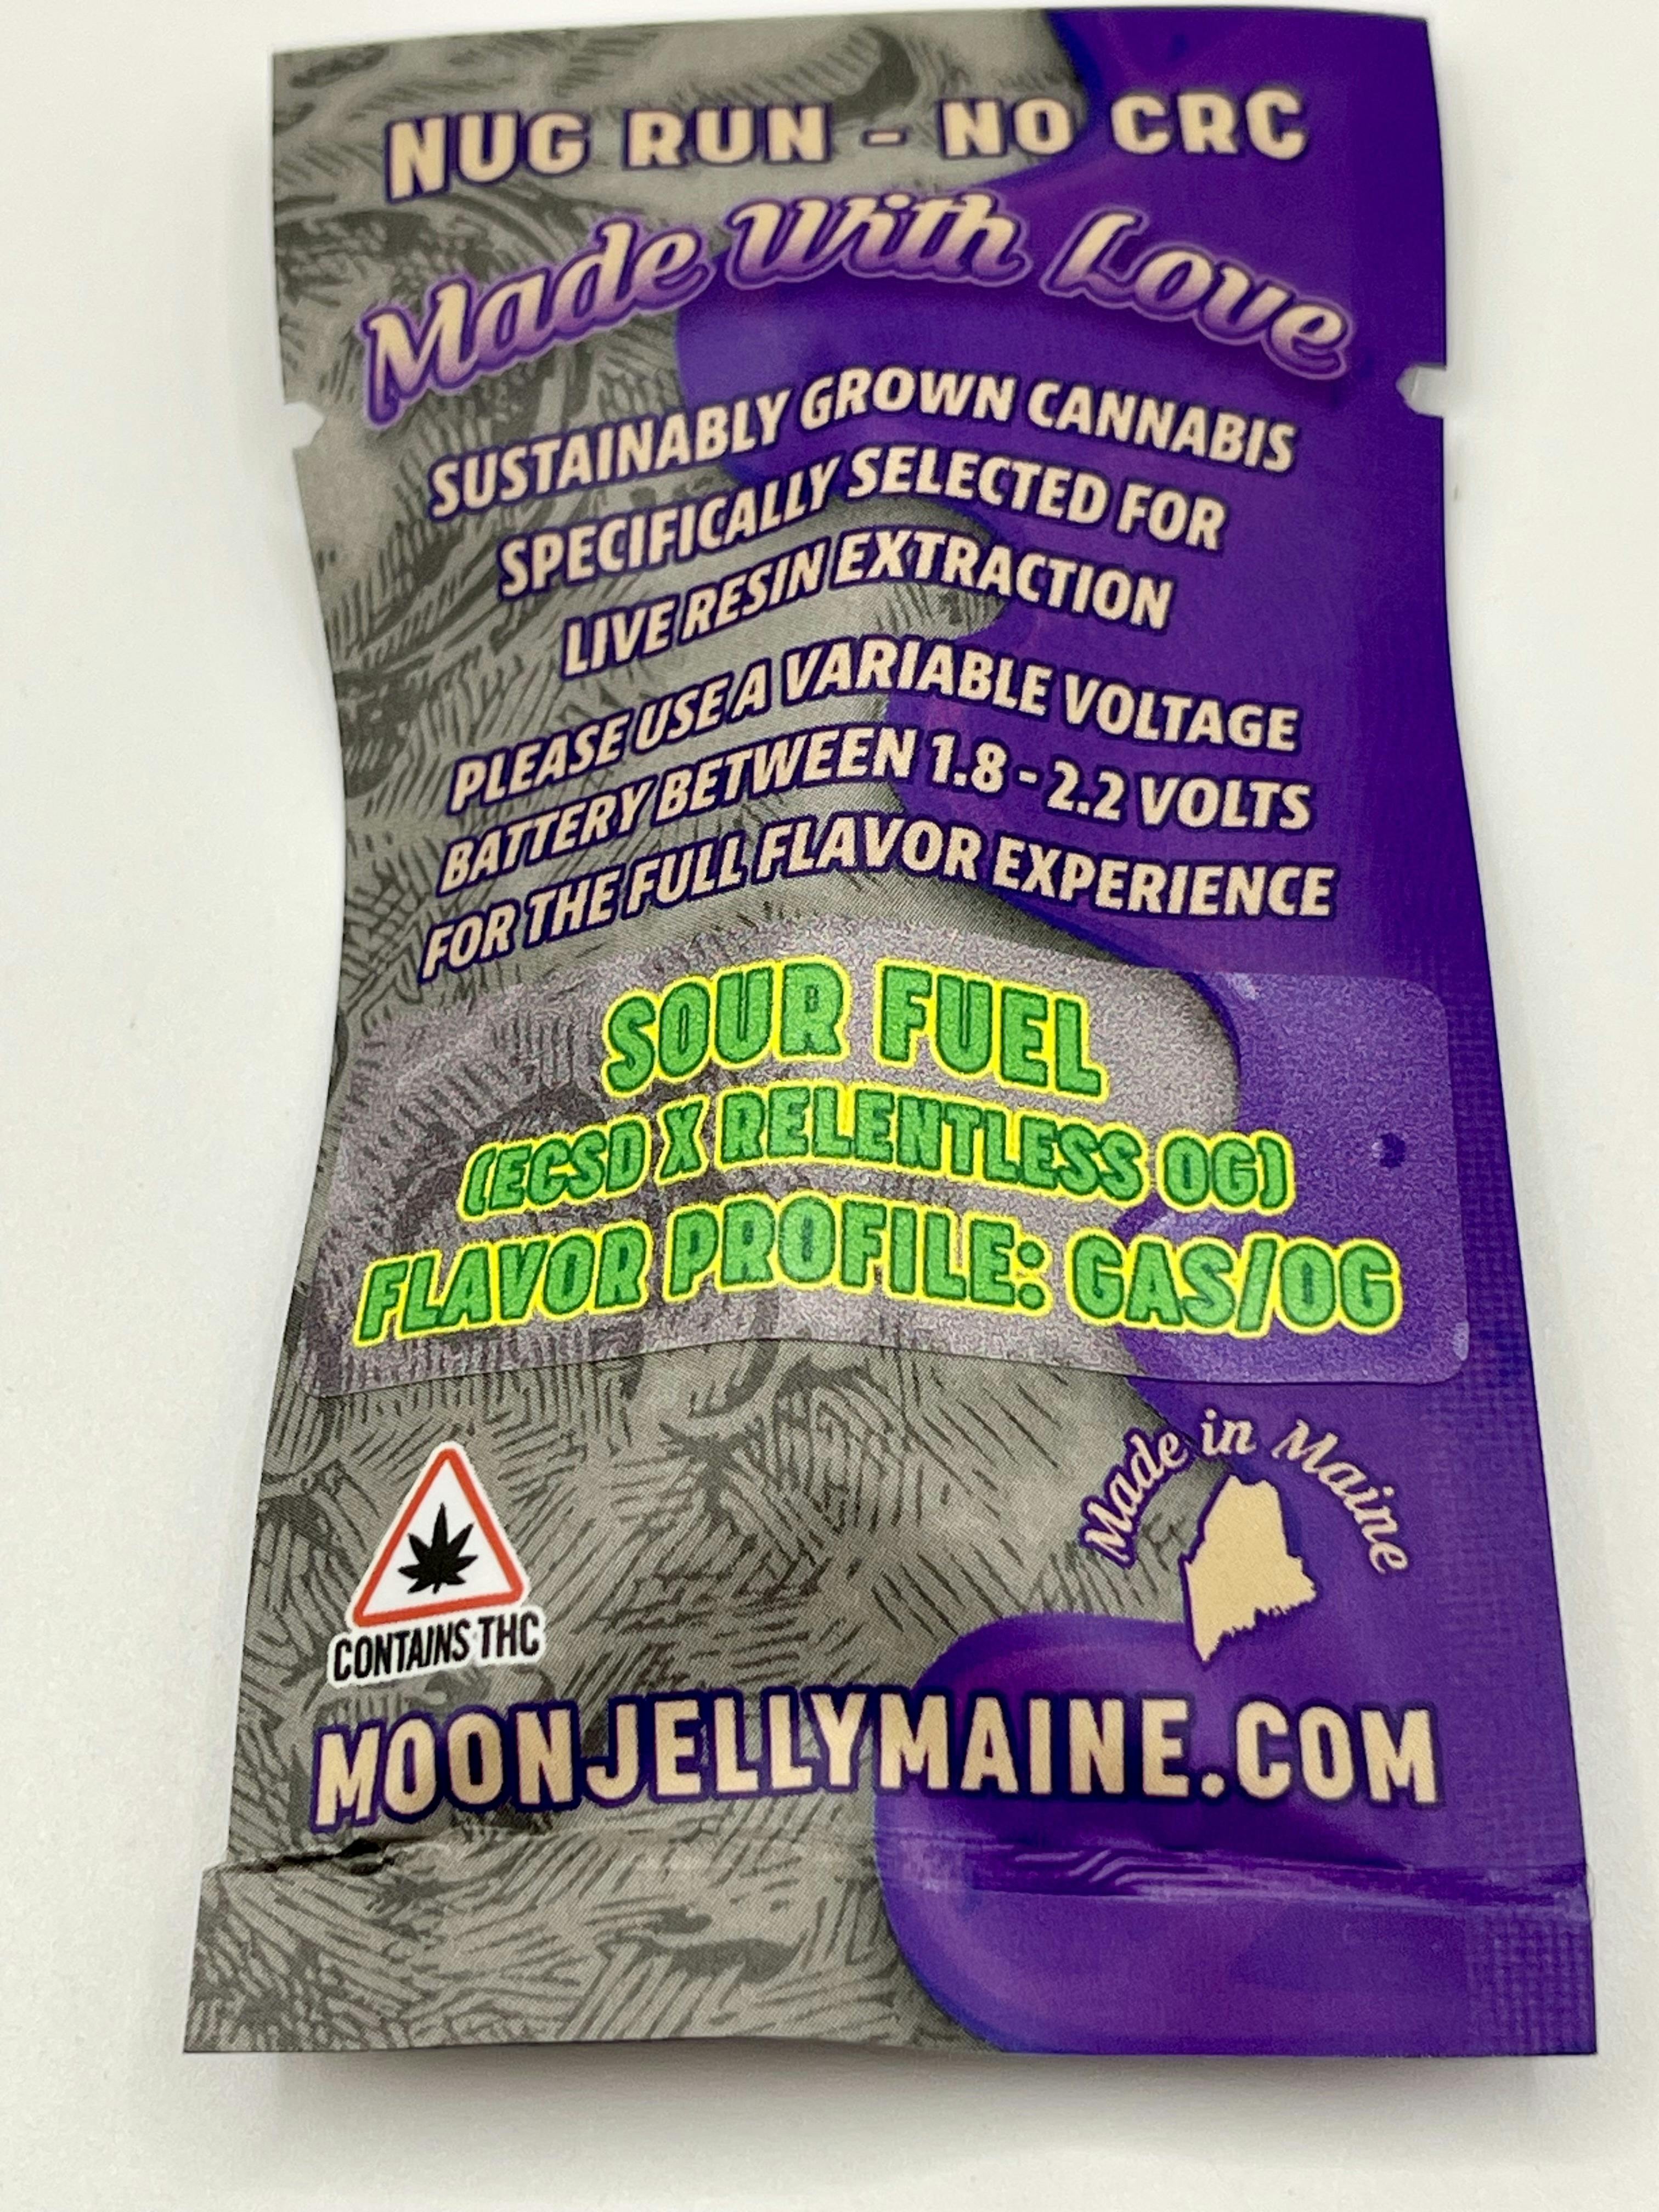 NUG RUN - NO CRC
Made With Love
SUSTAINABLY GROWN CANNABIS
SPECIFICALLY SELECTED FOR
LIVE RESIN EXTRACTION
PLEASE USE A VARIABLE VOLTAGE
BATTERY BETWEEN 1.8 - 2.2 VOLTS
FOR THE FULL FLAVOR EXPERIENCE
SOUR FUEL
(ECSD X RELENTLESS OG)
FLAVOR PROFILE: GAS/OG
Made in Maine
CONTAINS THC
MOONJELLYMAINE.COM